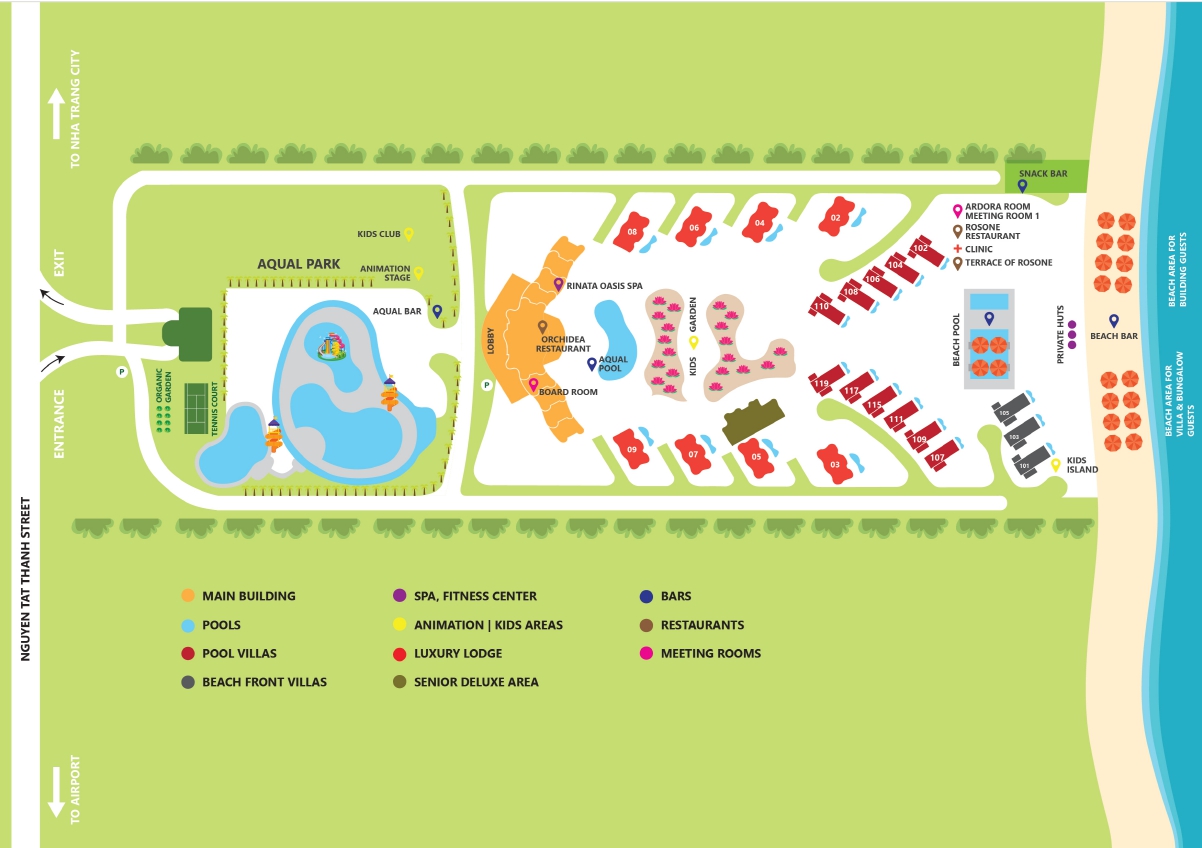 TO NHA TRANG CITY
EXIT
ENTRANCE
NGUYEN TAT THANH STREET
TO AIRPORT
P
ORGANIC
GARDEN
TENNIS COURT
AQUAL PARK
KIDS CLUB
ANIMATION
STAGE
AQUAL BAR
P
LOBBY
RINATA OASIS SPA
ORCHIDEA
RESTAURANT
BOARD ROOM
AQUAL
POOL
KIDS GARDEN
08
06
04
02
09
07
05
03
102
104
106
108
110
119
117
115
111
109
107
105
103
101
SNACK BAR
ARDORA ROOM
MEETING ROOM 1
ROSONE
RESTAURANT
CLINIC
TERRACE OF ROSONE
BEACH POOL
PRIVATE HUTS
BEACH BAR
KIDS
ISLAND
BEACH AREA FOR
BUILDING GUESTS
BEACH AREA FOR
VILLA & BUNGALOW
GUESTS
MAIN BUILDING
POOLS
POOL VILLAS
BEACH FRONT VILLAS
SPA, FITNESS CENTER
ANIMATION | KIDS AREAS
LUXURY LODGE
SENIOR DELUXE AREA
BARS
RESTAURANTS
MEETING ROOMS